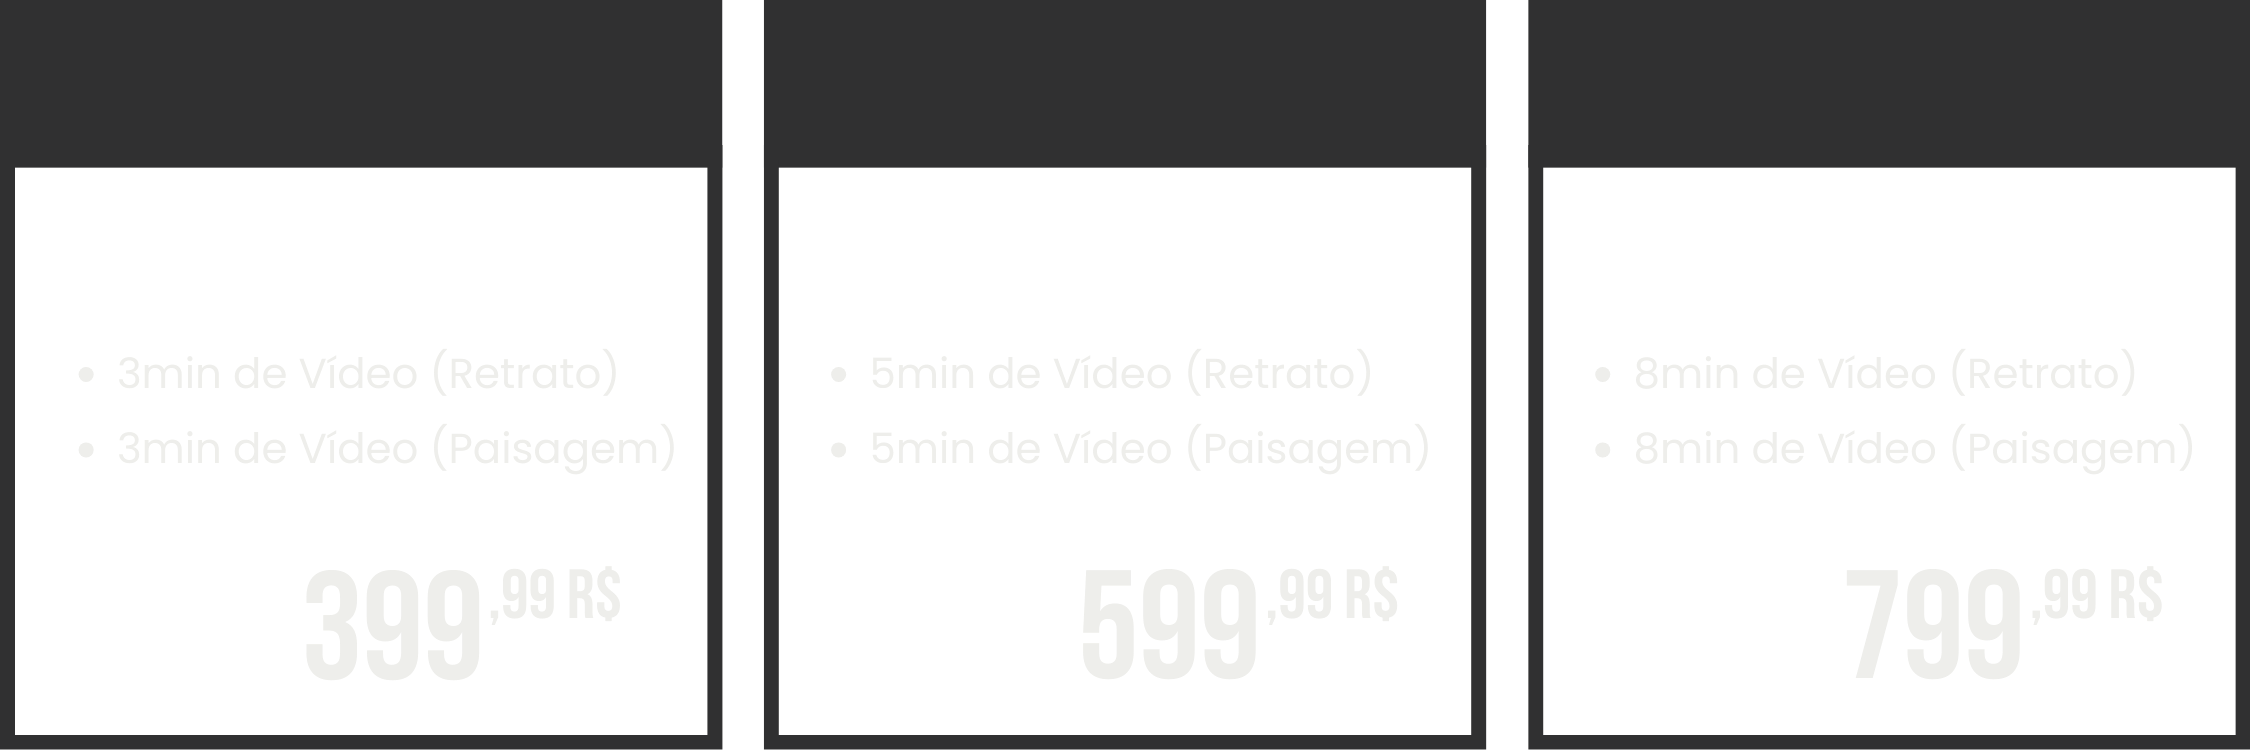 3min de Vídeo (Retrato)
3min de Vídeo (Paisagem)
399,99 R$
5min de Vídeo (Retrato)
5min de Vídeo (Paisagem)
599,99 R$
8min de Vídeo (Retrato)
8min de Vídeo (Paisagem)
799,99 R$